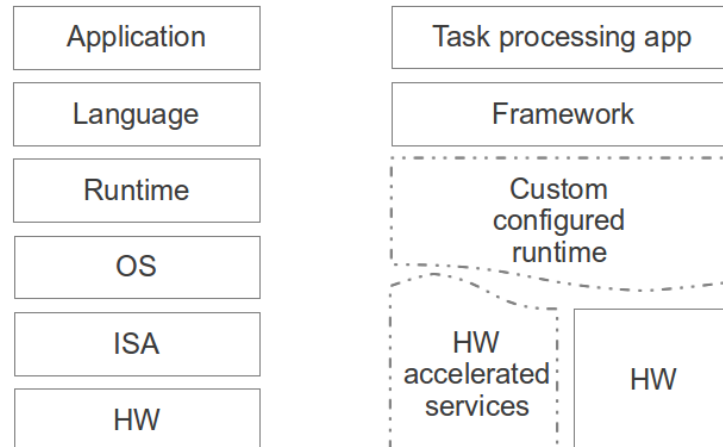 Application
Language
Runtime
OS
ISA
HW
Task processing app
Framework
Custom
configured
runtime
HW
accelerated
services
HW